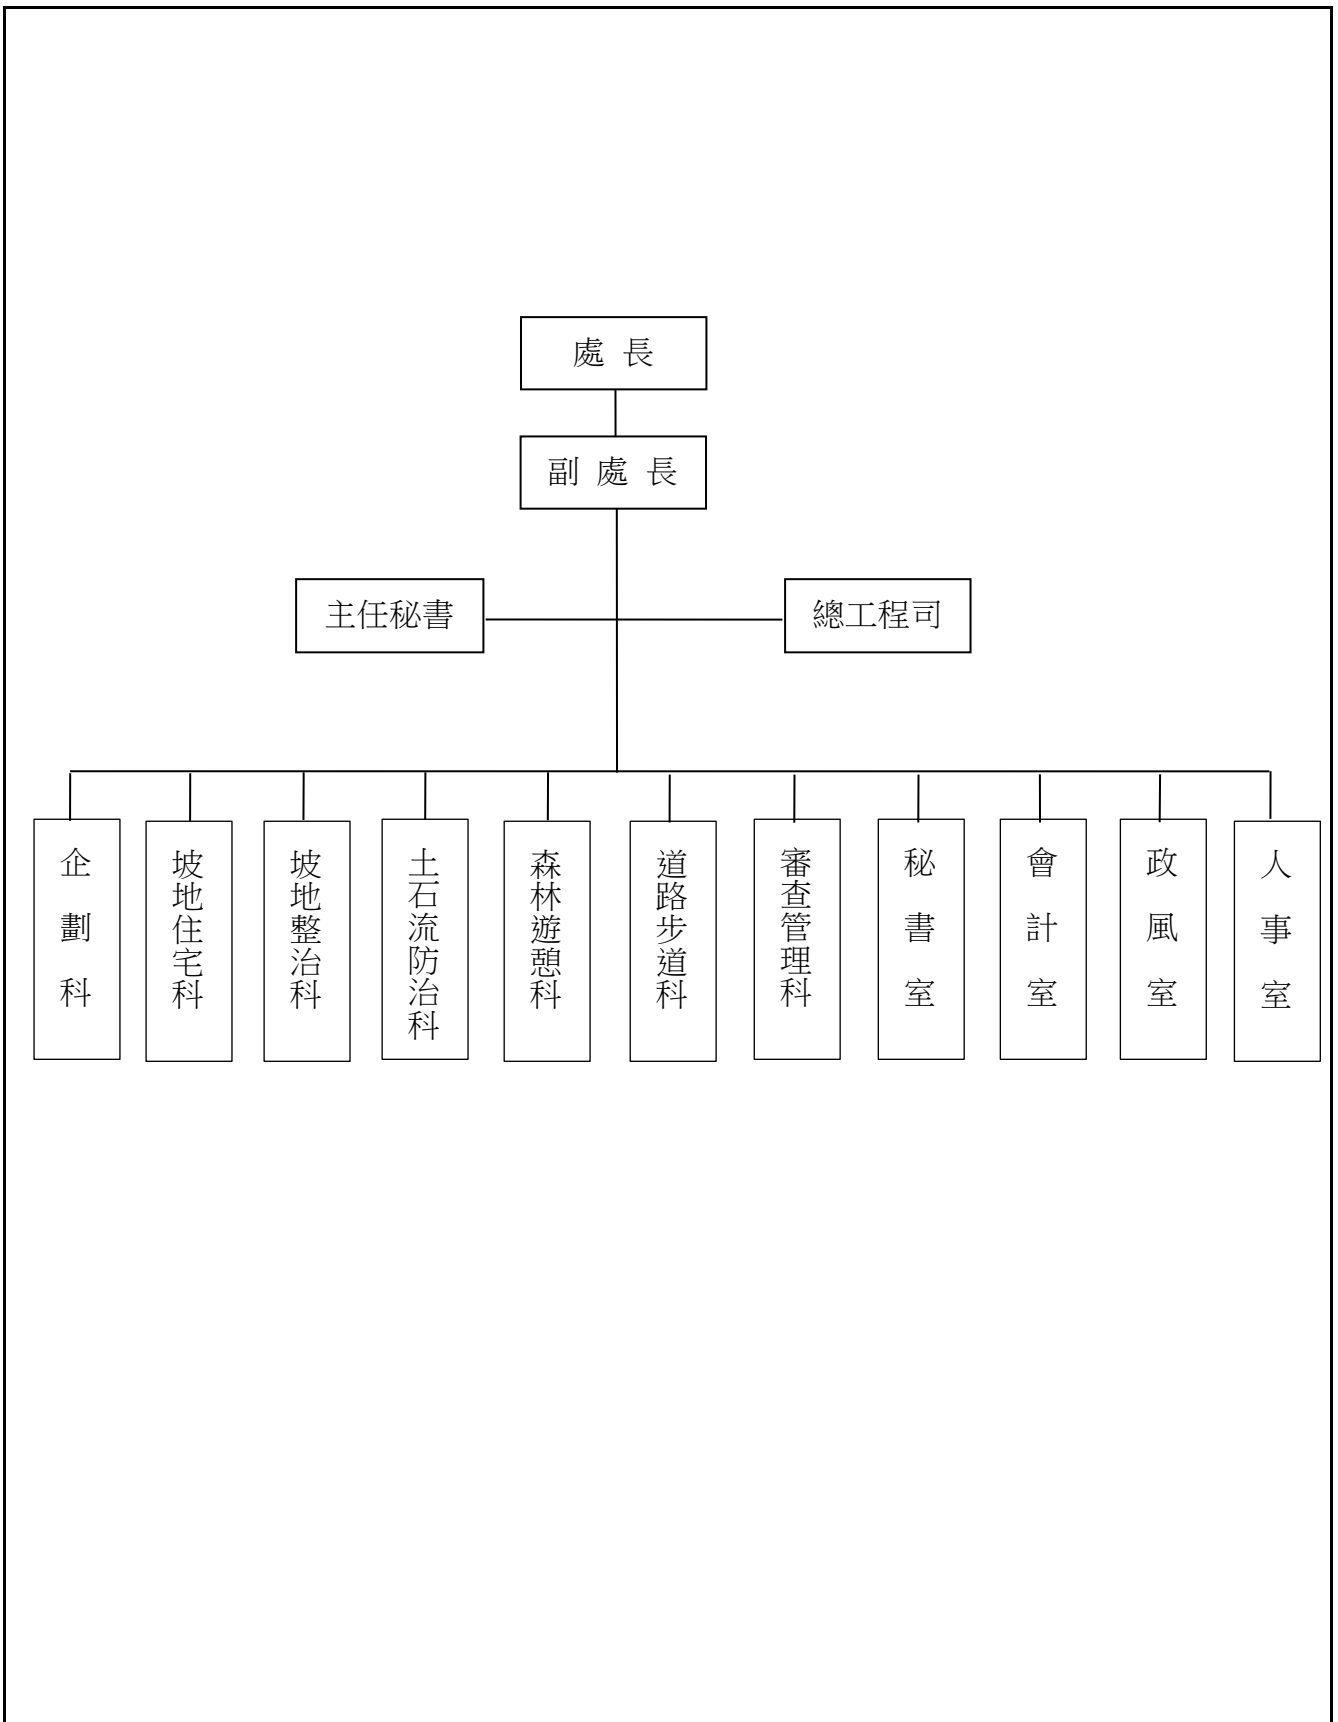 處 長
副 處 長
主任秘書
總工程司
企劃科
坡地住宅科
坡地整治科
土石流防治科
森林遊憩科
道路步道科
審查管理科
秘書室
會計室
政風室
人事室